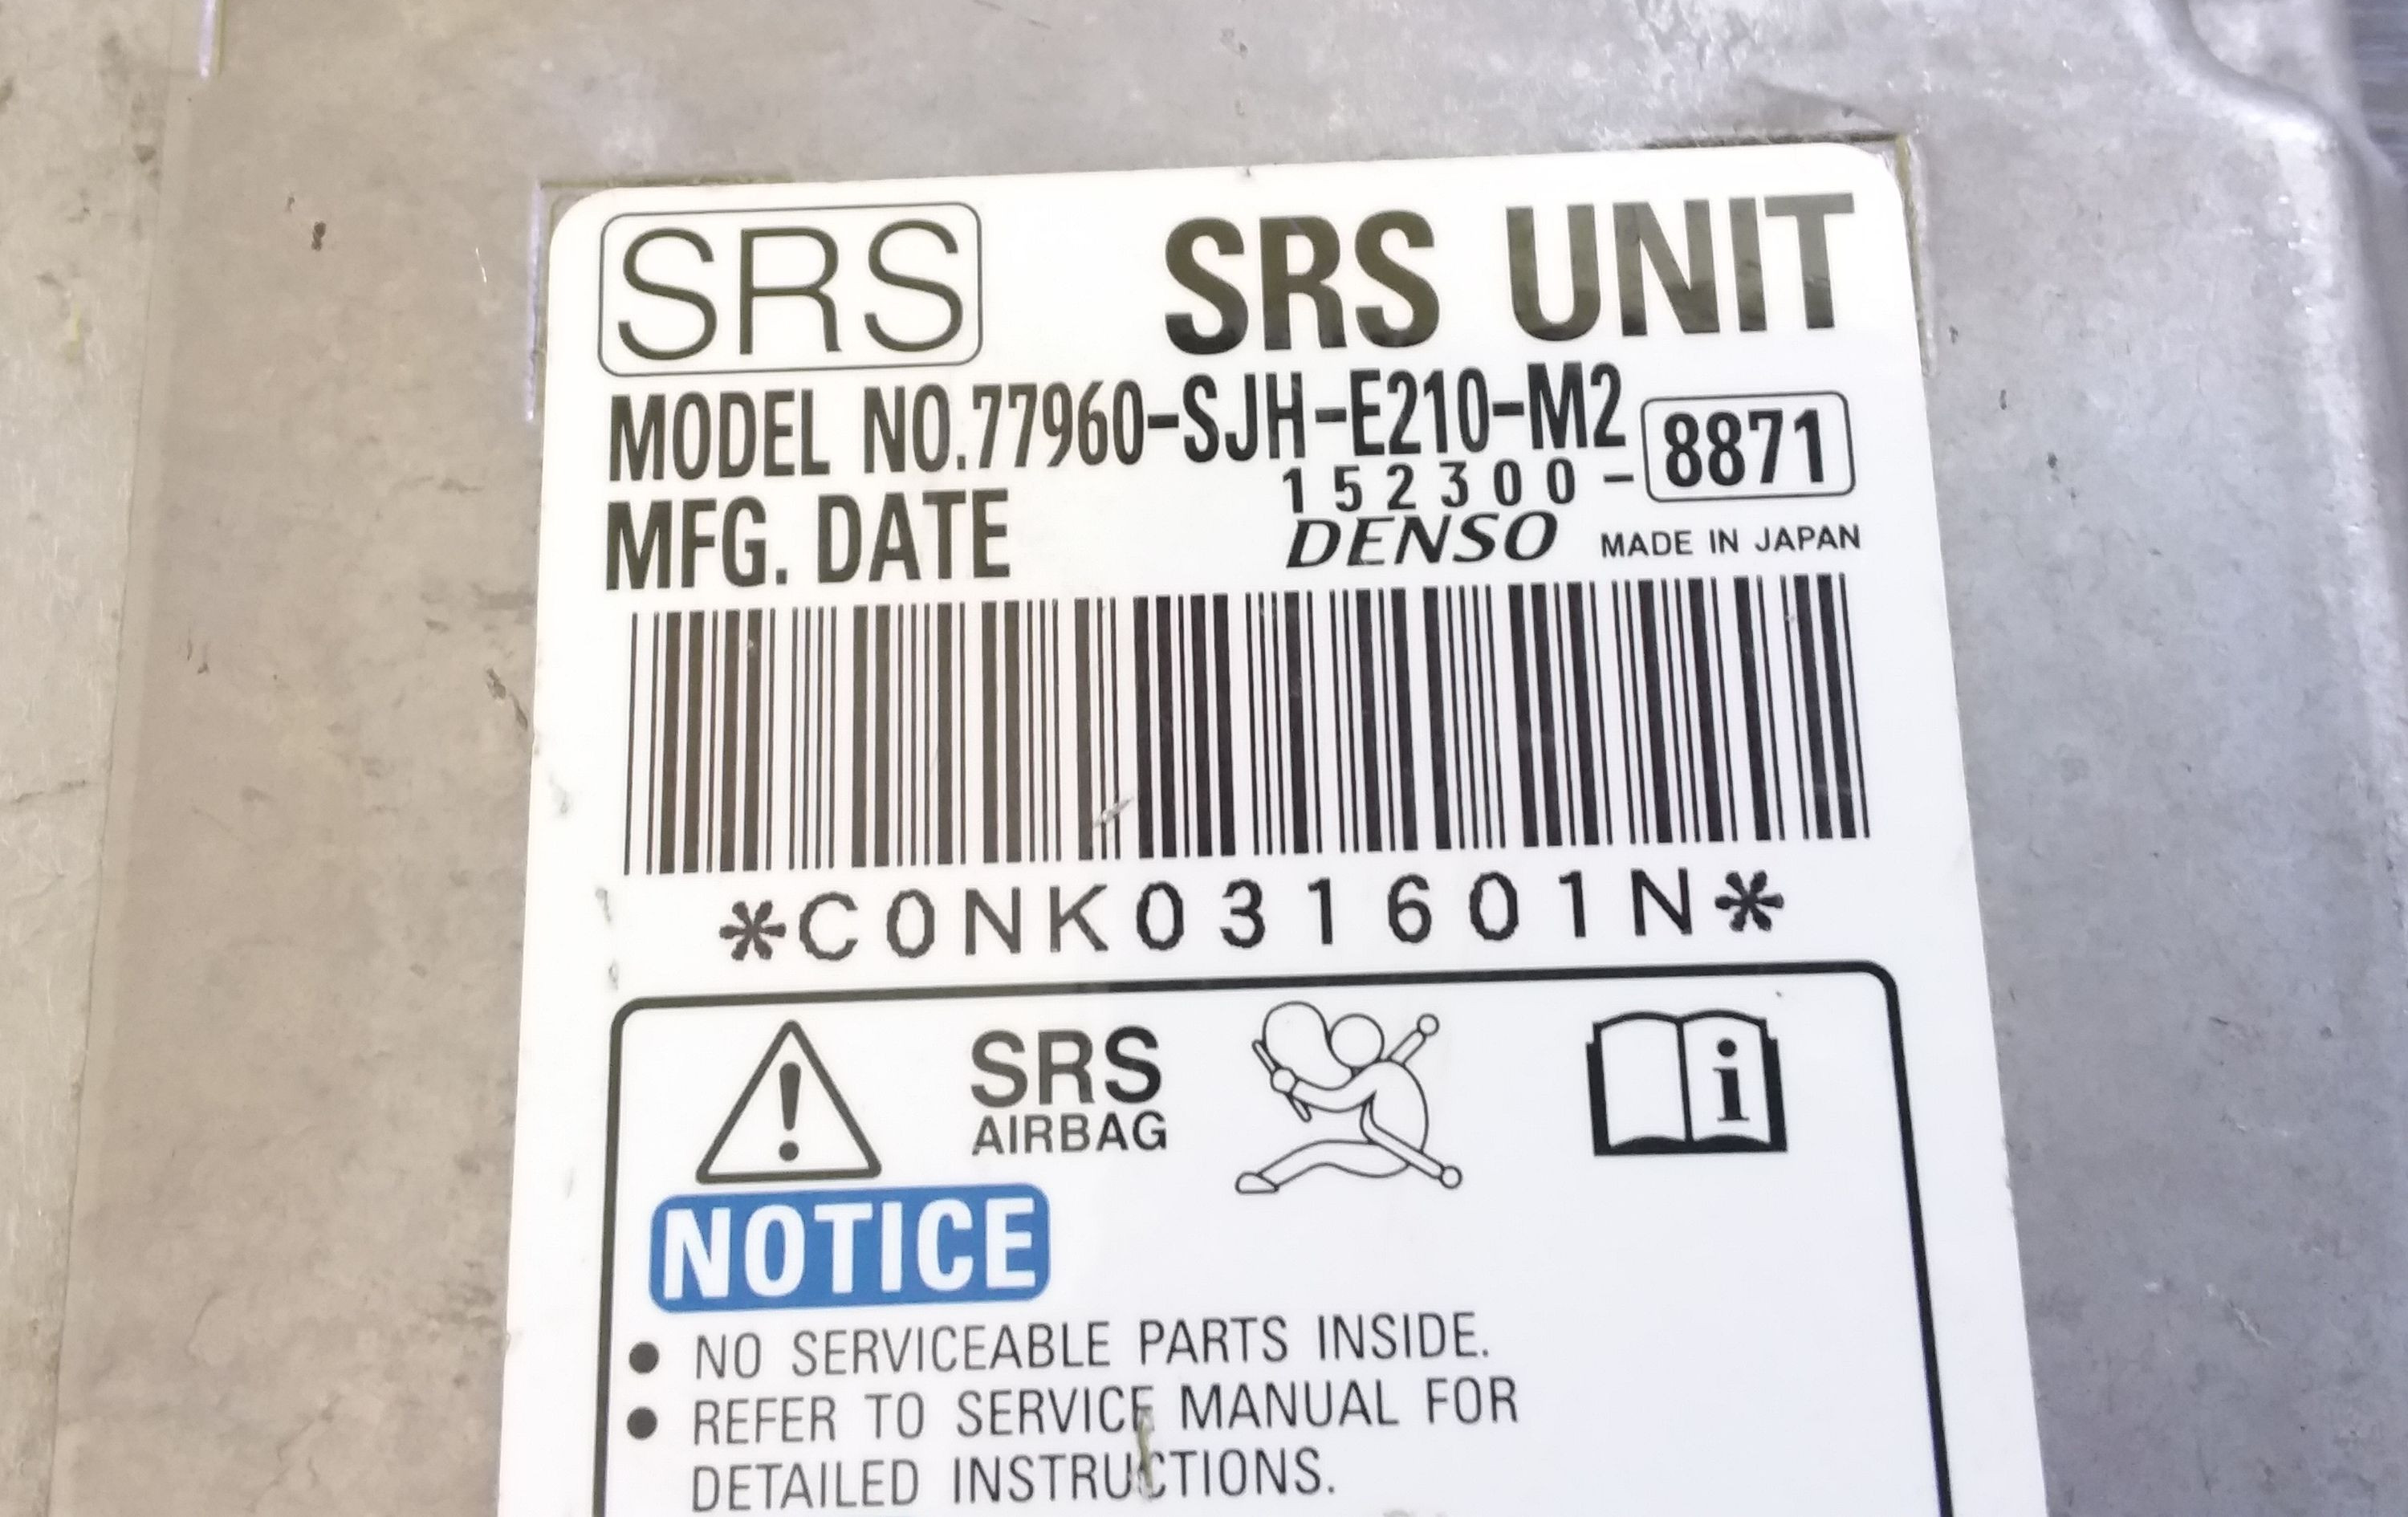 SRS SRS UNIT
MODEL NO.77960-SJH-E210-M2
152300-8871
MFG. DATE DENSO MADE IN JAPAN
*C0NK031601N*
SRS
AIRBAG
i
NOTICE
● NO SERVICEABLE PARTS INSIDE.
● REFER TO SERVICE MANUAL FOR
DETAILED INSTRUCTIONS.